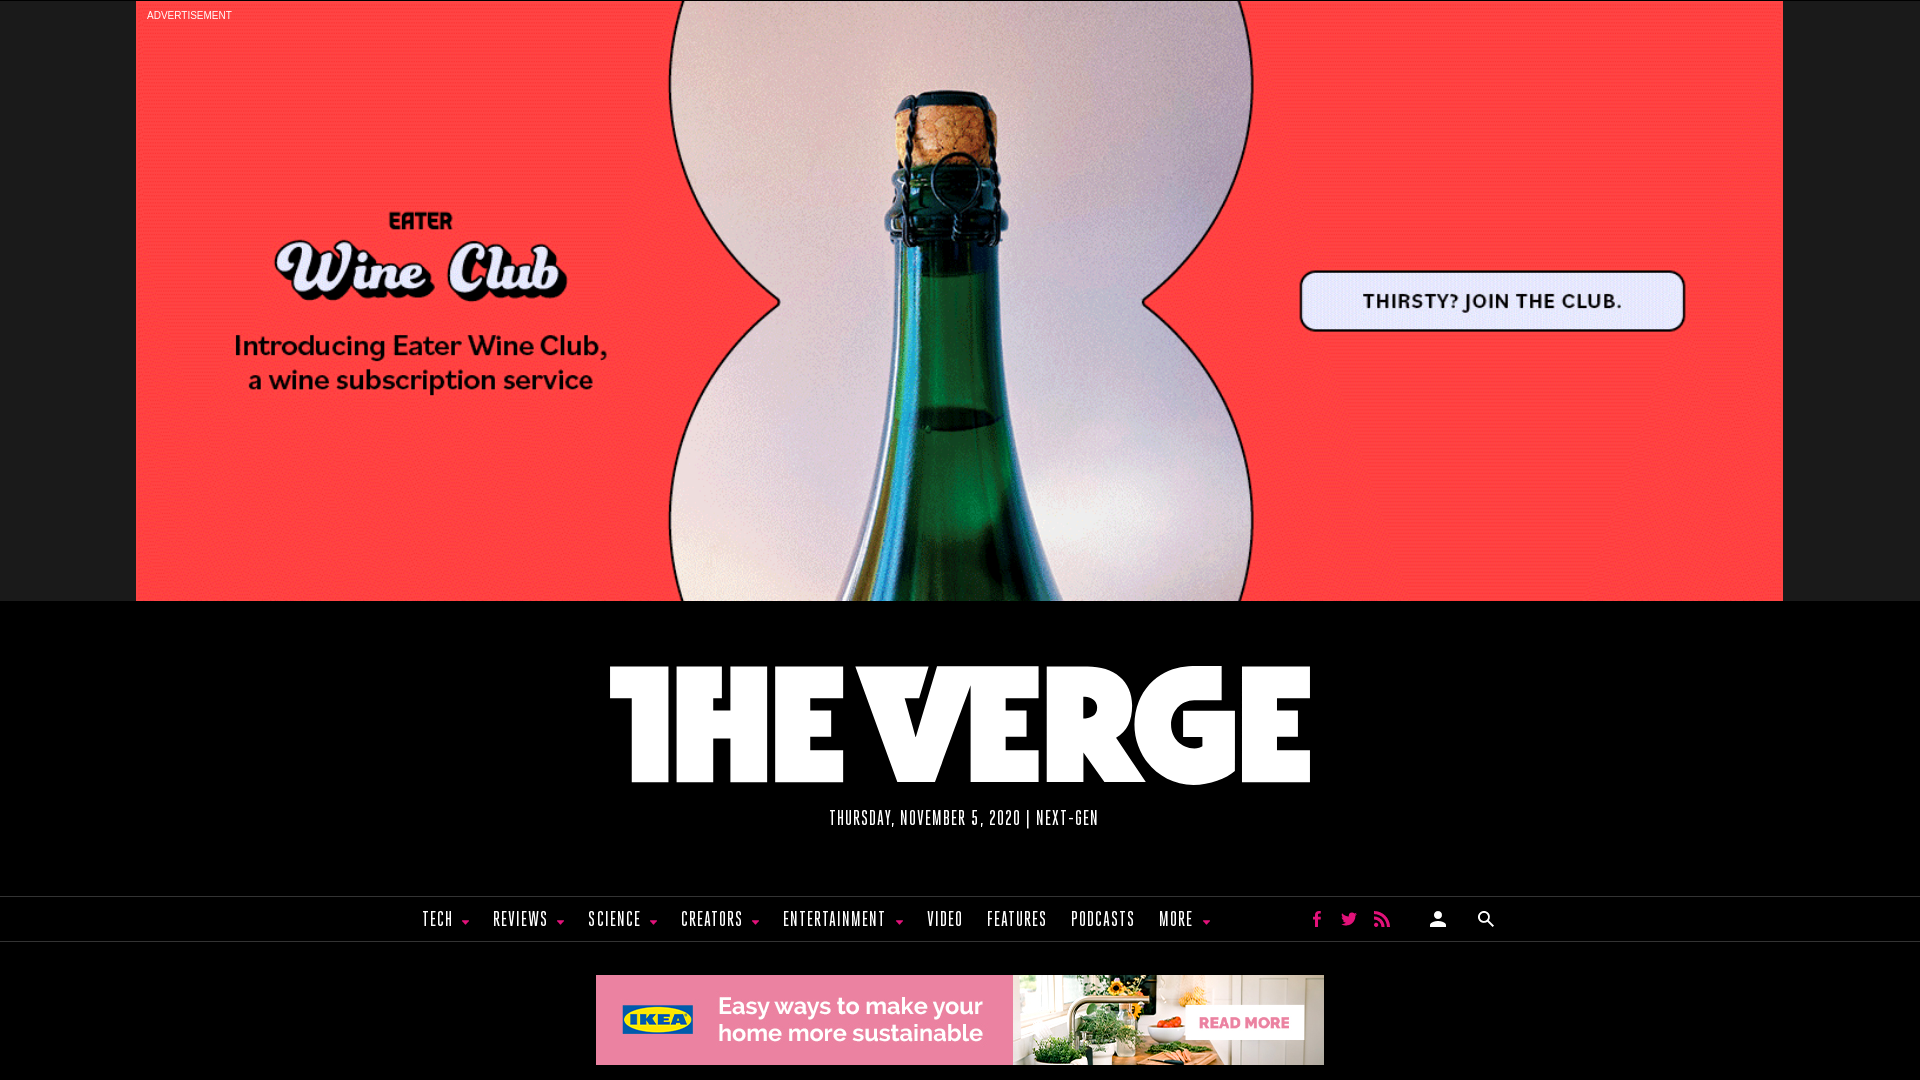 ADVERTISEMENT
EATER
Wine Club
Introducing Eater Wine Club,
a wine subscription service
THIRSTY? JOIN THE CLUB.
THE VERGE
THURSDAY, NOVEMBER 5, 2020 | NEXT-GEN
TECH REVIEWS SCIENCE CREATORS ENTERTAINMENT VIDEO FEATURES PODCASTS MORE
IKEA
Easy ways to make your
home more sustainable
READ MORE